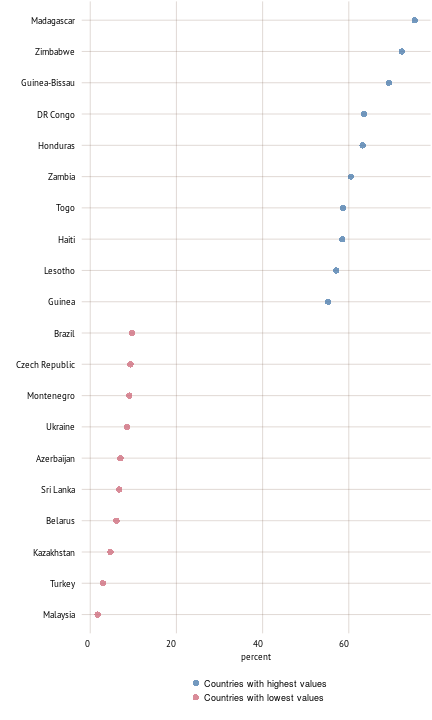 Madagascar
Zimbabwe
Guinea-Bissau
DR Congo
Honduras
Zambia
Togo
Haiti
Lesotho
Guinea
Brazil
Czech Republic
Montenegro
Ukraine
Azerbaijan
Sri Lanka
Belarus
Kazakhstan
Turkey
Malaysia
0 20 40 60
percent
Countries with highest values
Countries with lowest values